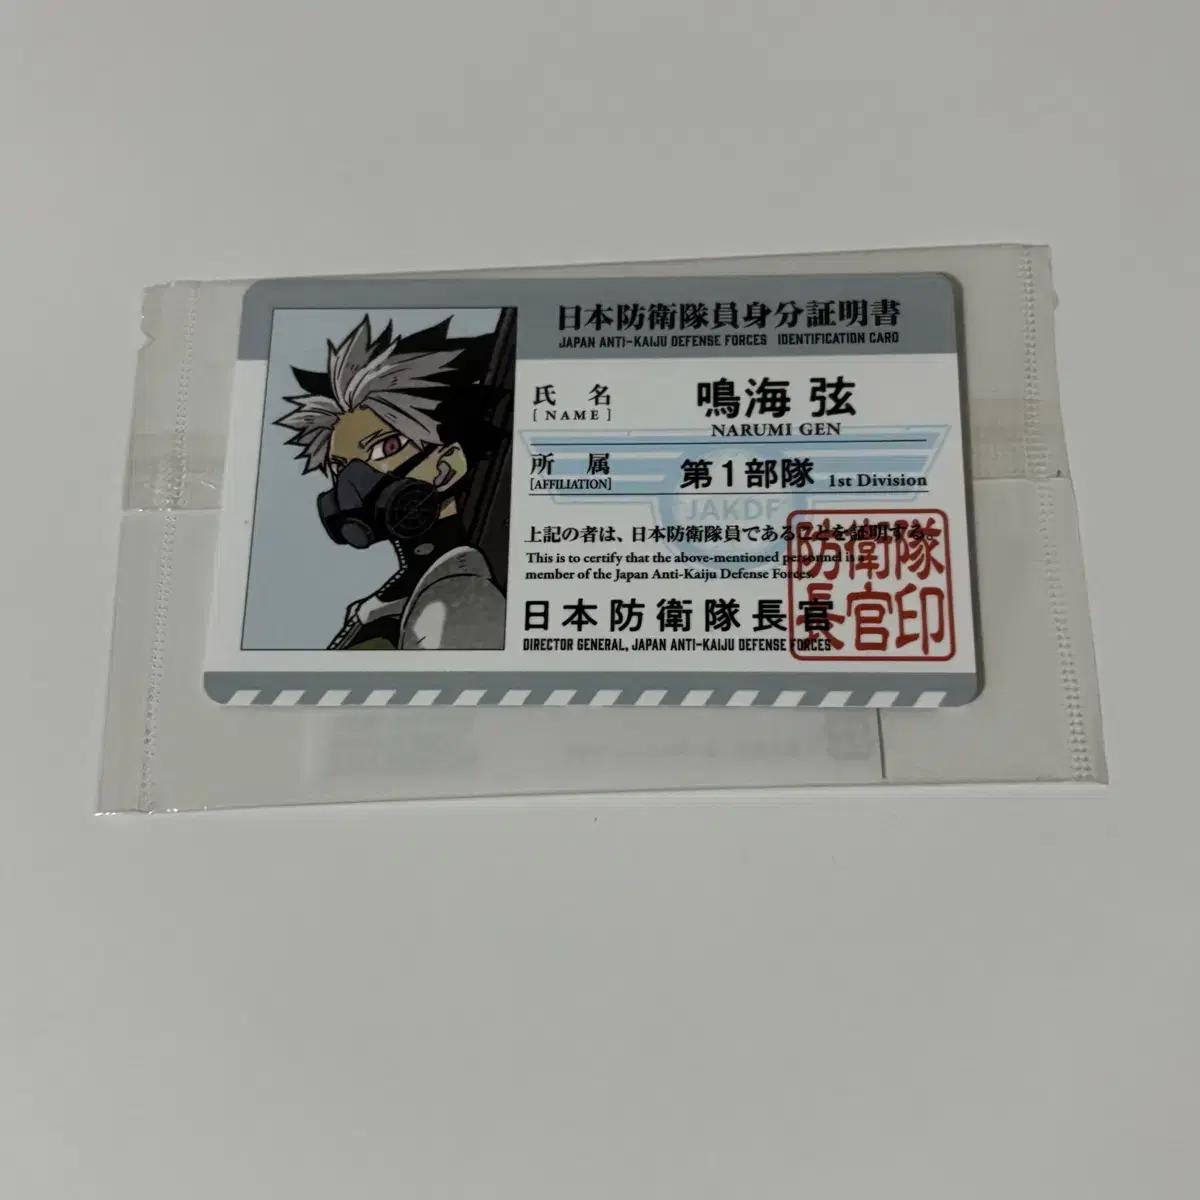 日本防衛隊員身分証明書
JAPAN ANTI-KAIJU DEFENSE FORCES IDENTIFICATION CARD
氏 名 鳴海 弦
[NAME] NARUMI GEN
所 属 第1部隊 1st Division
[AFFILIATION]
JAKDF
上記の者は、日本防衛隊員であることを証明する。
This is to certify that the above-mentioned personnel is a
member of the Japan Anti-Kaiju Defense Forces.
日本防衛隊長官
DIRECTOR GENERAL, JAPAN ANTI-KAIJU DEFENSE FORCES
防衛隊
長官印